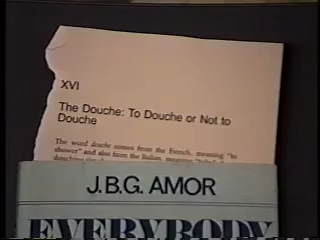 XVI
The Douche: To Douche or Not to
Douche
The word douche comes from the French, meaning "to
shower" and also from the Italian, meaning
J.B.G. AMOR
EVERYBODY